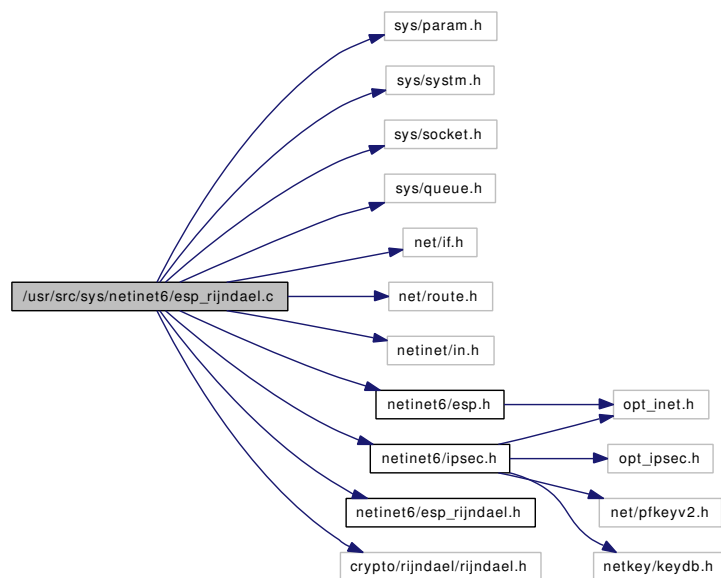 sys/param.h
sys/systm.h
sys/socket.h
sys/queue.h
net/if.h
/usr/src/sys/netinet6/esp_rijndael.c
net/route.h
netinet/in.h
netinet6/esp.h
opt_inet.h
netinet6/ipsec.h
opt_ipsec.h
netinet6/esp_rijndael.h
net/pfkeyv2.h
crypto/rijndael/rijndael.h
netkey/keydb.h